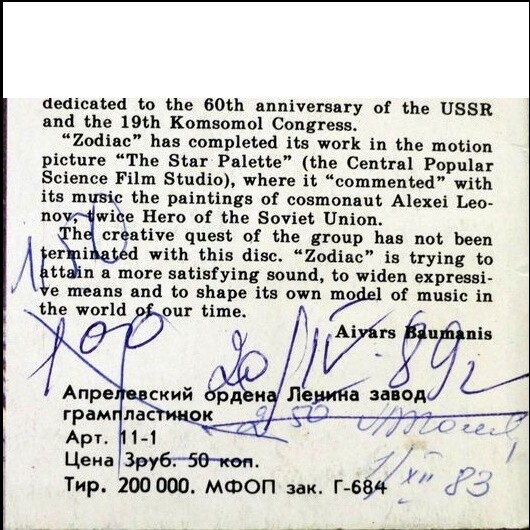 dedicated to the 60th anniversary of the USSR
and the 19th Komsomol Congress.
“Zodiac” has completed its work in the motion
picture “The Star Palette” (the Central Popular
Science Film Studio), where it “commented” with
its music the paintings of cosmonaut Alexei Leo-
nov, twice Hero of the Soviet Union.
The creative quest of the group has not been
terminated with this disc. “Zodiac” is trying to
attain a more satisfying sound, to widen expressi-
ve means and to shape its own model of music in
the world of our time.
Aivars Baumanis
хор
20/IV-89г
Апрелевский ордена Ленина завод
грампластинок
2-50
Арт. 11-1
Цена 3руб. 50 коп.
1/XII 83
Тир. 200 000. МФОП зак. Г-684